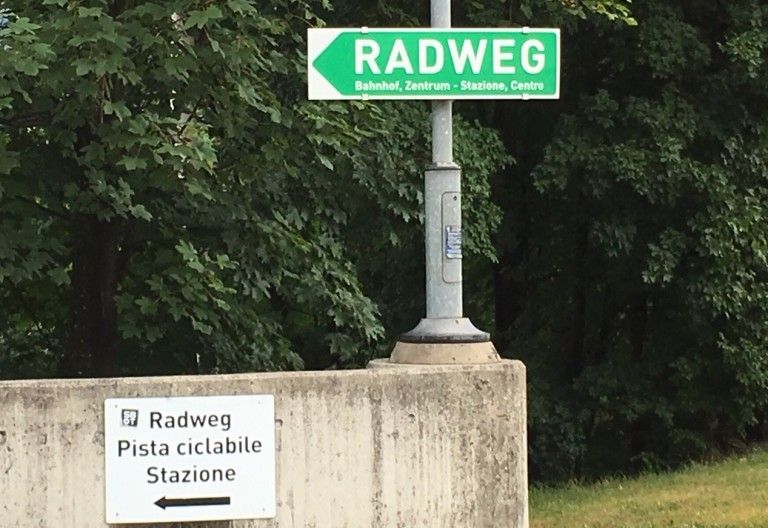 RADWEG
Bahnhof, Zentrum - Stazione, Centro
Radweg
Pista ciclabile
Stazione